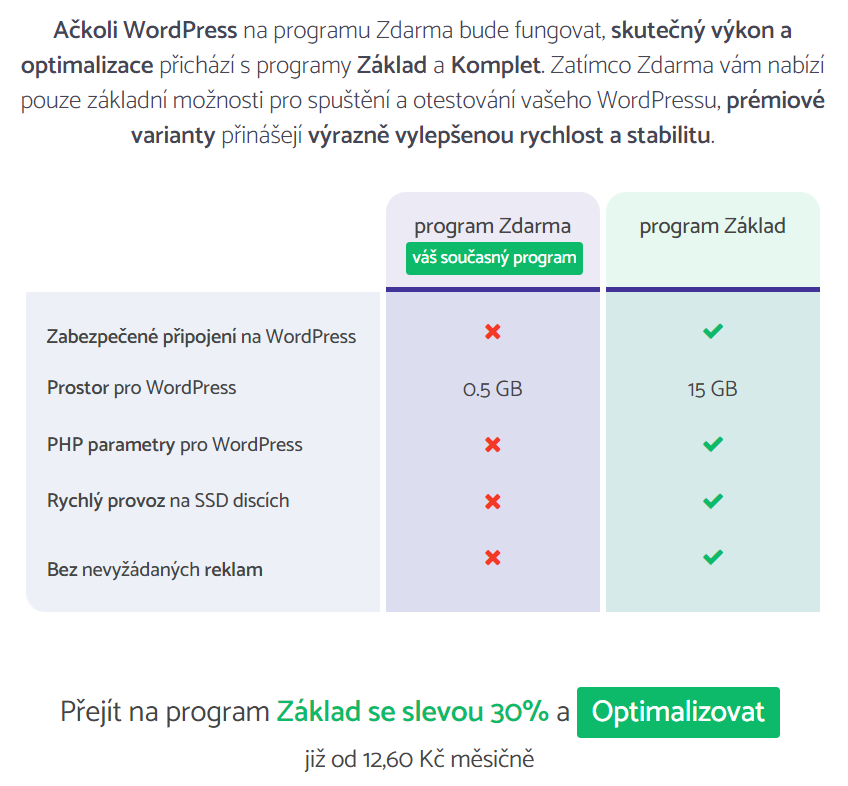 Ačkoli WordPress na programu Zdarma bude fungovat, skutečný výkon a
optimalizace přichází s programy Základ a Komplet. Zatímco Zdarma vám nabízí
pouze základní možnosti pro spuštění a otestování vašeho WordPressu, prémiové
varianty přinášejí výrazně vylepšenou rychlost a stabilitu.
program Zdarma program Základ
váš současný program
Zabezpečené připojení na WordPress
Prostor pro WordPress 0.5 GB 15 GB
PHP parametry pro WordPress
Rychlý provoz na SSD discích
Bez nevyžádaných reklam
Přejít na program Základ se slevou 30% a Optimalizovat
již od 12,60 Kč měsíčně